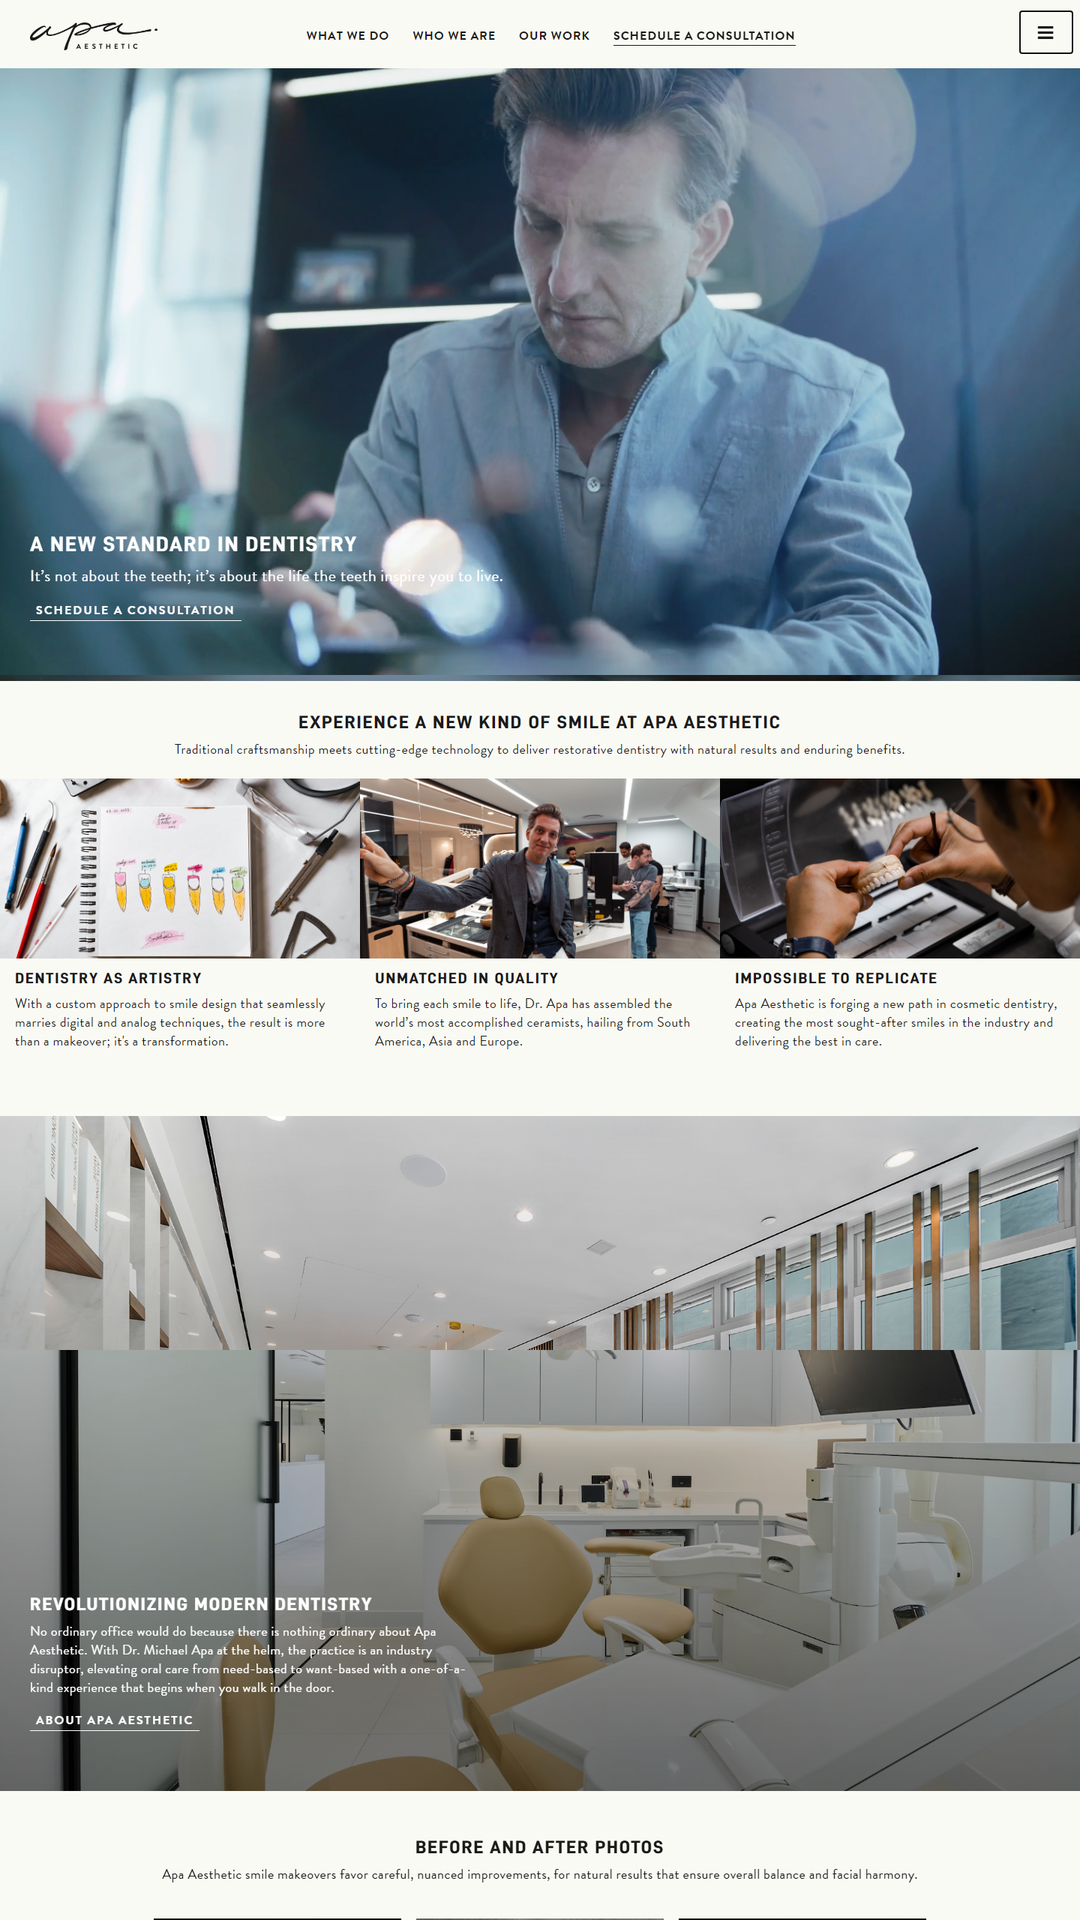 apa
AESTHETIC
WHAT WE DO
WHO WE ARE
OUR WORK
SCHEDULE A CONSULTATION
A NEW STANDARD IN DENTISTRY
It’s not about the teeth; it’s about the life the teeth inspire you to live.
SCHEDULE A CONSULTATION
EXPERIENCE A NEW KIND OF SMILE AT APA AESTHETIC
Traditional craftsmanship meets cutting-edge technology to deliver restorative dentistry with natural results and enduring benefits.
DENTISTRY AS ARTISTRY
With a custom approach to smile design that seamlessly
marries digital and analog techniques, the result is more
than a makeover; it's a transformation.
UNMATCHED IN QUALITY
To bring each smile to life, Dr. Apa has assembled the
world’s most accomplished ceramists, hailing from South
America, Asia and Europe.
IMPOSSIBLE TO REPLICATE
Apa Aesthetic is forging a new path in cosmetic dentistry,
creating the most sought-after smiles in the industry and
delivering the best in care.
REVOLUTIONIZING MODERN DENTISTRY
No ordinary office would do because there is nothing ordinary about Apa
Aesthetic. With Dr. Michael Apa at the helm, the practice is an industry
disruptor, elevating oral care from need-based to want-based with a one-of-a-
kind experience that begins when you walk in the door.
ABOUT APA AESTHETIC
BEFORE AND AFTER PHOTOS
Apa Aesthetic smile makeovers favor careful, nuanced improvements, for natural results that ensure overall balance and facial harmony.